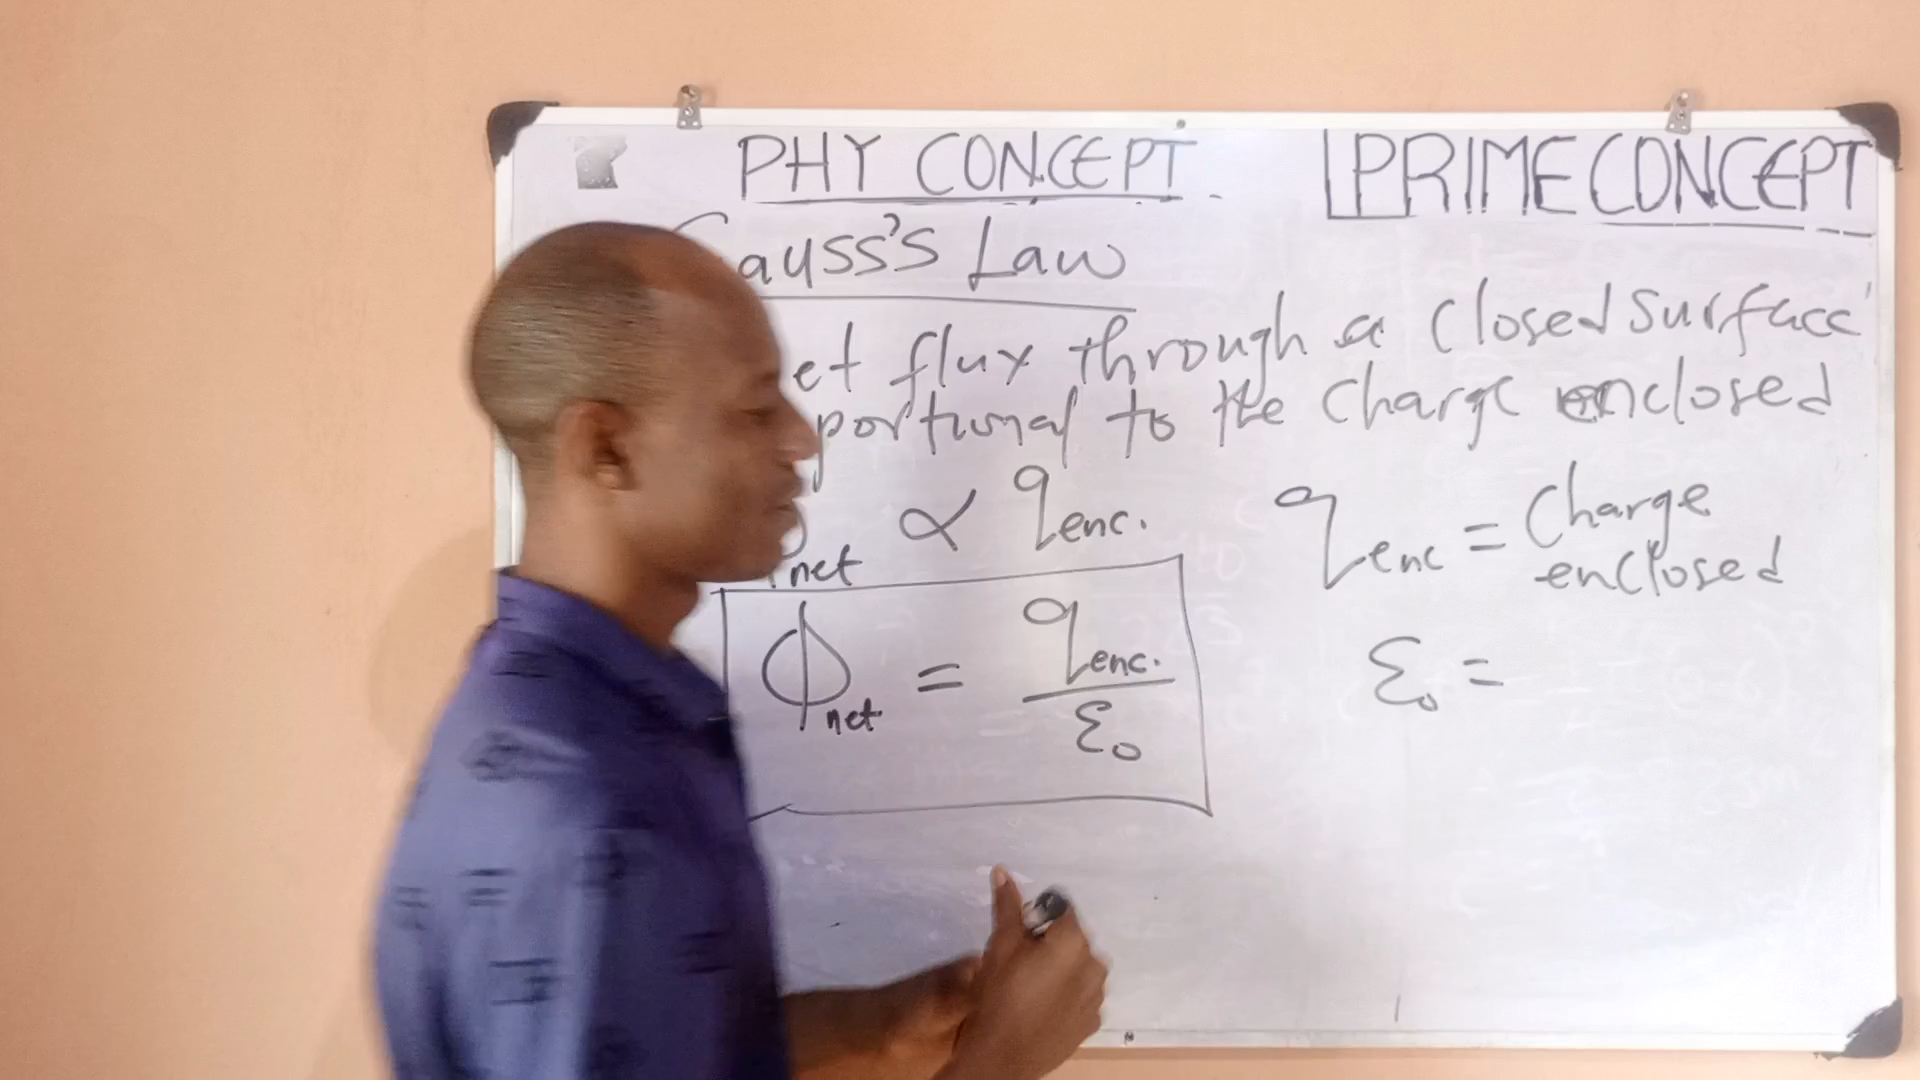 PHY CONCEPT
PRIME CONCEPT
Gauss's Law
et flux through a closed surface
portional to the charge enclosed
net ∝ qenc.
qenc = Charge enclosed
Φnet = qenc. / ε0
ε0 =